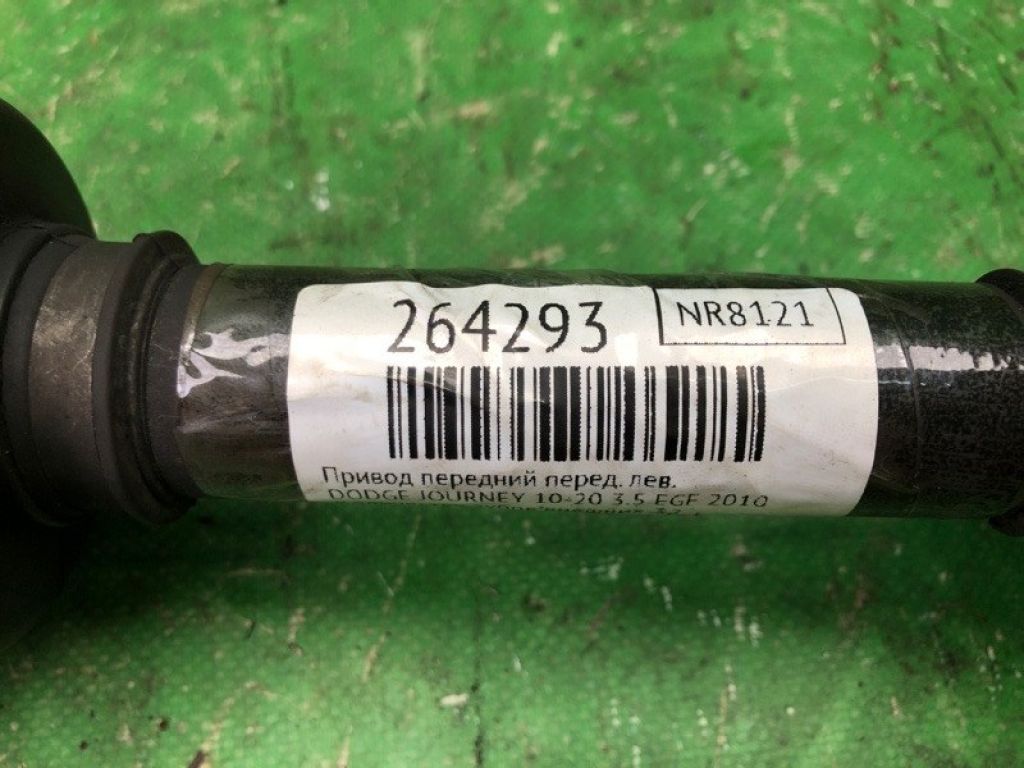 264293
NR8121
Привод передний перед. лев.
DODGE JOURNEY 10-20 3.5 EGF 2010